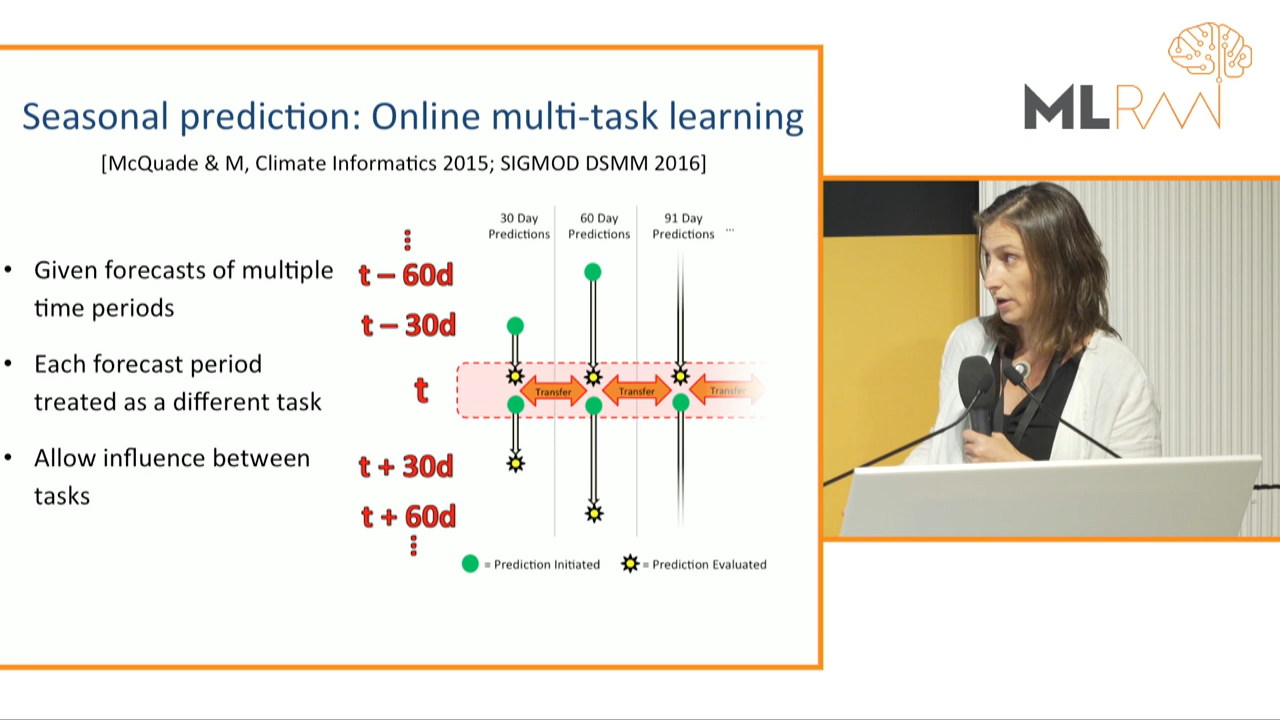 Seasonal prediction: Online multi-task learning
[McQuade & M, Climate Informatics 2015; SIGMOD DSMM 2016]
• Given forecasts of multiple
time periods
• Each forecast period
treated as a different task
• Allow influence between
tasks
t – 60d
t – 30d
t
t + 30d
t + 60d
30 Day
Predictions
60 Day
Predictions
91 Day
Predictions
...
Transfer
Transfer
Transfer
= Prediction Initiated
= Prediction Evaluated
ML